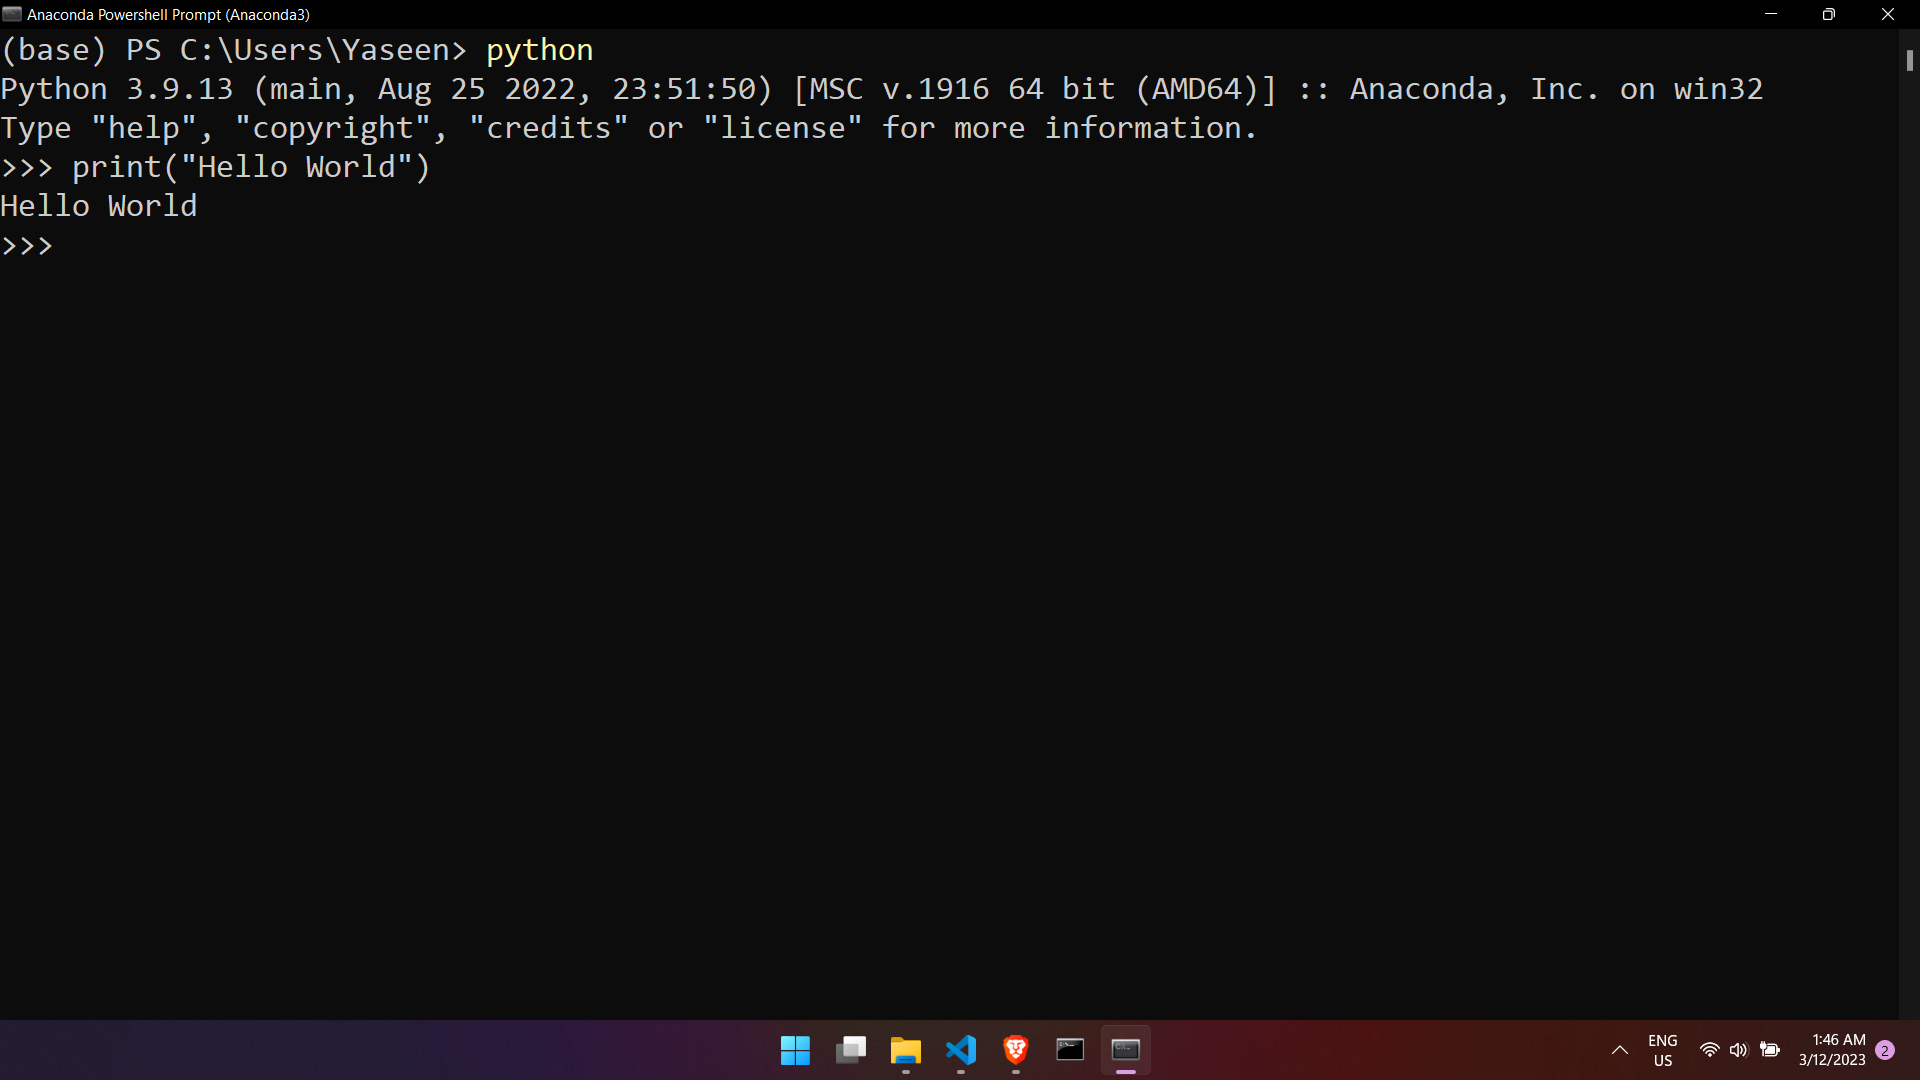 Anaconda Powershell Prompt (Anaconda3)
(base) PS C:\Users\Yaseen> python
Python 3.9.13 (main, Aug 25 2022, 23:51:50) [MSC v.1916 64 bit (AMD64)] :: Anaconda, Inc. on win32
Type "help", "copyright", "credits" or "license" for more information.
>>> print("Hello World")
Hello World
>>>
ENG
US
1:46 AM
3/12/2023
2